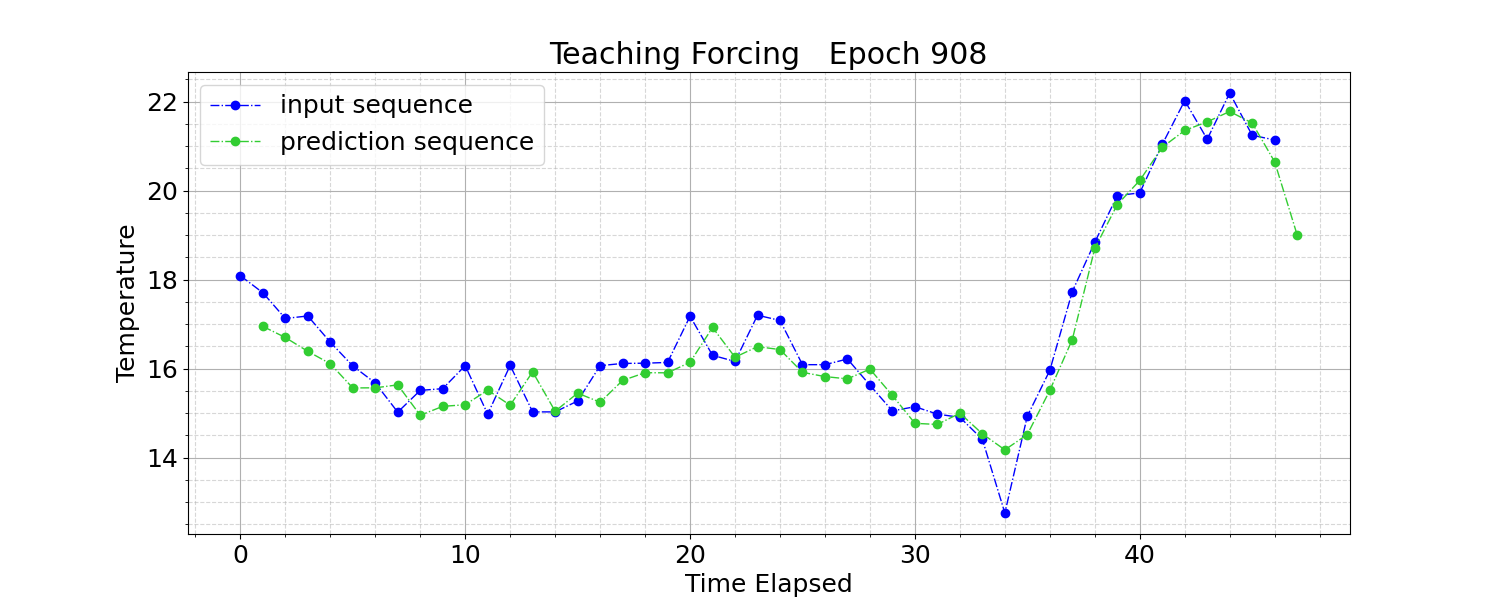 Teaching Forcing   Epoch 908
input sequence
prediction sequence
Temperature
22
20
18
16
14
0 10 20 30 40
Time Elapsed